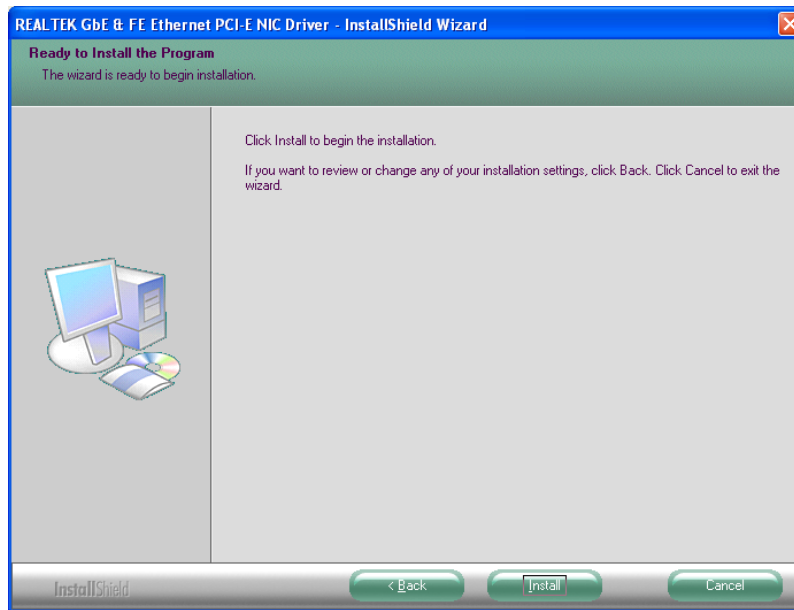 REALTEK GbE & FE Ethernet PCI-E NIC Driver - InstallShield Wizard
Ready to Install the Program
The wizard is ready to begin installation.
Click Install to begin the installation.
If you want to review or change any of your installation settings, click Back. Click Cancel to exit the
wizard.
InstallShield
< Back
Install
Cancel